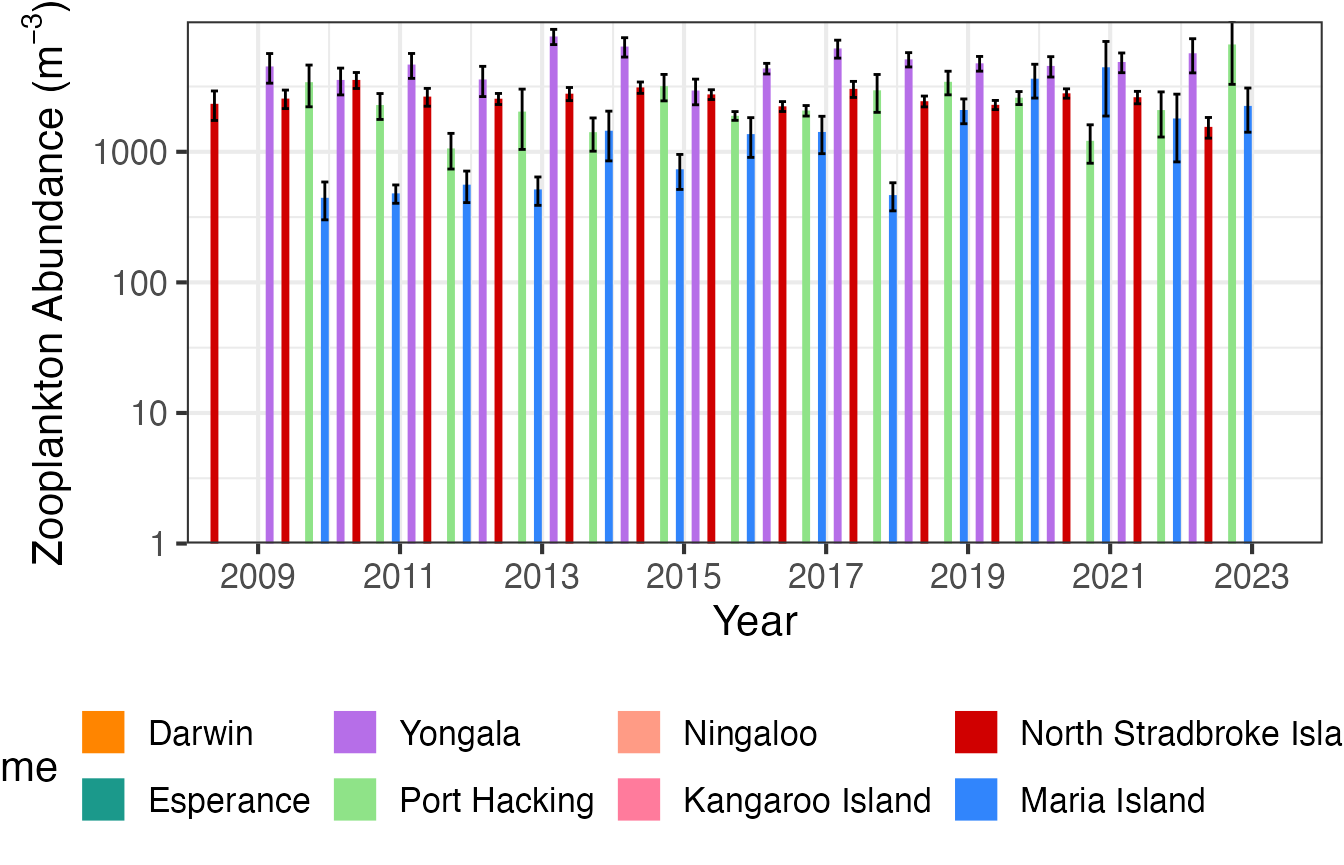 Zooplankton Abundance (m⁻³)
1000
100
10
1
2009 2011 2013 2015 2017 2019 2021 2023
Year
me
Darwin Yongala Ningaloo North Stradbroke Isla
Esperance Port Hacking Kangaroo Island Maria Island